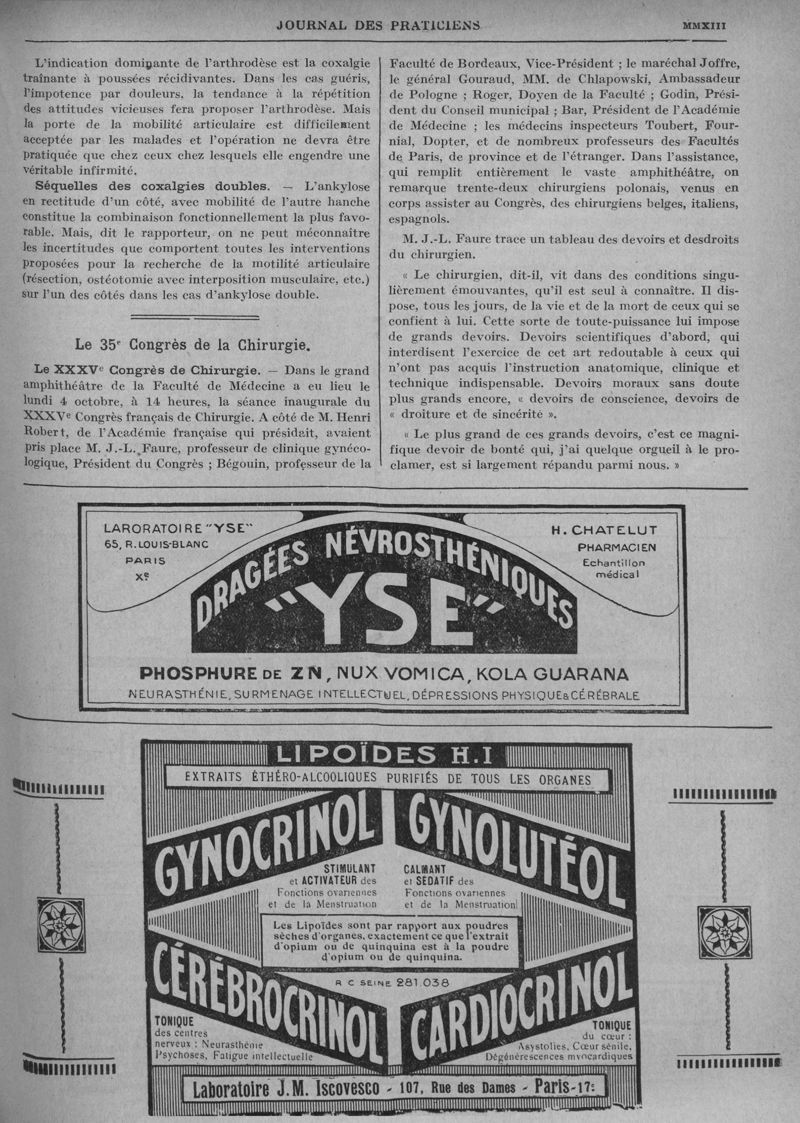 JOURNAL DES PRATICIENS
MMXIII
L'indication dominante de l'arthrodèse est la coxalgie
traînante à poussées récidivantes. Dans les cas guéris,
l'impotence par douleurs, la tendance à la répétition
des attitudes vicieuses fera proposer l'arthrodèse. Mais
la porte de la mobilité articulaire est difficilement
acceptée par les malades et l'opération ne devra être
pratiquée que chez ceux chez lesquels elle engendre une
véritable infirmité.
Séquelles des coxalgies doubles. — L'ankylose
en rectitude d'un côté, avec mobilité de l'autre hanche
constitue la combinaison fonctionnellement la plus favo-
rable. Mais, dit le rapporteur, on ne peut méconnaître
les incertitudes que comportent toutes les interventions
proposées pour la recherche de la motilité articulaire
(résection, ostéotomie avec interposition musculaire, etc.)
sur l'un des côtés dans les cas d'ankylose double.
Le 35e Congrès de la Chirurgie.
Le XXXVe Congrès de Chirurgie. — Dans le grand
amphithéâtre de la Faculté de Médecine a eu lieu le
lundi 4 octobre, à 14 heures, la séance inaugurale du
XXXVe Congrès français de Chirurgie. A côté de M. Henri
Robert, de l'Académie française qui présidait, avaient
pris place M. J.-L. Faure, professeur de clinique gynéco-
logique, Président du Congrès ; Bégouin, professeur de la
Faculté de Bordeaux, Vice-Président ; le maréchal Joffre,
le général Gouraud, MM. de Chlapowski, Ambassadeur
de Pologne ; Roger, Doyen de la Faculté ; Godin, Prési-
dent du Conseil municipal ; Bar, Président de l'Académie
de Médecine ; les médecins inspecteurs Toubert, Four-
nial, Dopter, et de nombreux professeurs des Facultés
de Paris, de province et de l'étranger. Dans l'assistance,
qui remplit entièrement le vaste amphithéâtre, on
remarque trente-deux chirurgiens polonais, venus en
corps assister au Congrès, des chirurgiens belges, italiens,
espagnols.
M. J.-L. Faure trace un tableau des devoirs et desdroits
du chirurgien.
« Le chirurgien, dit-il, vit dans des conditions singu-
lièrement émouvantes, qu'il est seul à connaître. Il dis-
pose, tous les jours, de la vie et de la mort de ceux qui se
confient à lui. Cette sorte de toute-puissance lui impose
de grands devoirs. Devoirs scientifiques d'abord, qui
interdisent l'exercice de cet art redoutable à ceux qui
n'ont pas acquis l'instruction anatomique, clinique et
technique indispensable. Devoirs moraux sans doute
plus grands encore, « devoirs de conscience, devoirs de
« droiture et de sincérité ».
« Le plus grand de ces grands devoirs, c'est ce magni-
fique devoir de bonté qui, j'ai quelque orgueil à le pro-
clamer, est si largement répandu parmi nous. »
LARORATOIRE "YSE"
65, R. LOUIS-BLANC
PARIS
Xe
H. CHATELUT
PHARMACIEN
Echantillon
médical
DRAGÉES NÉVROSTHÉNIQUES
"YSE"
PHOSPHURE DE ZN, NUX VOMICA, KOLA GUARANA
NEURASTHÉNIE, SURMENAGE INTELLECTUEL, DÉPRESSIONS PHYSIQUE & CÉRÉBRALE
LIPOÏDES H.I
EXTRAITS ÉTHÉRO-ALCOOLIQUES PURIFIÉS DE TOUS LES ORGANES
GYNOCRINOL
GYNOLUTÉOL
STIMULANT
et ACTIVATEUR des
Fonctions ovariennes
et de la Menstruation
CALMANT
et SÉDATIF des
Fonctions ovariennes
et de la Menstruation
Les Lipoïdes sont par rapport aux poudres
sèches d'organes, exactement ce que l'extrait
d'opium ou de quinquina est à la poudre
d'opium ou de quinquina.
R C SEINE 281.038
CÉRÉBROCRINOL
CARDIOCRINOL
TONIQUE
des centres
nerveux : Neurasthénie
Psychoses, Fatigue intellectuelle
TONIQUE
du cœur :
Asystolies, Cœur sénile,
Dégénérescences myocardiques
Laboratoire J.M. Iscovesco - 107, Rue des Dames - Paris-17e